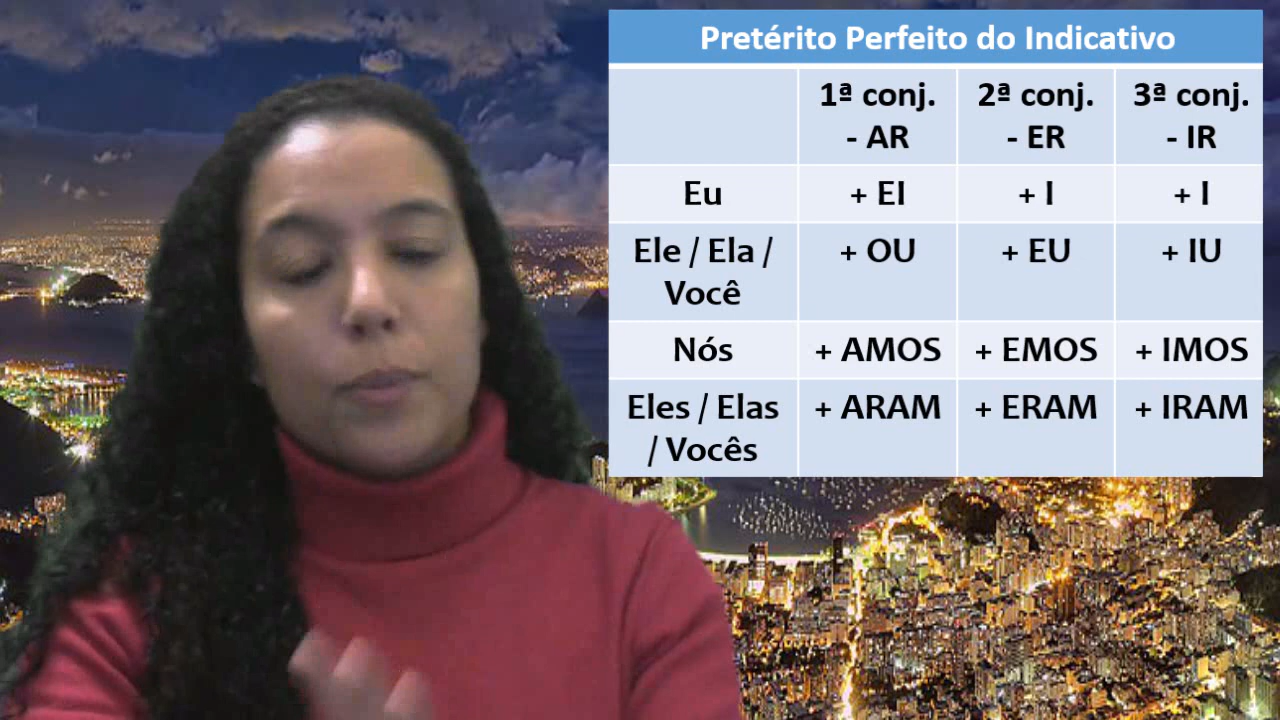 Pretérito Perfeito do Indicativo
1ª conj. 2ª conj. 3ª conj.
- AR - ER - IR
Eu + EI + I + I
Ele / Ela / + OU + EU + IU
Você
Nós + AMOS + EMOS + IMOS
Eles / Elas + ARAM + ERAM + IRAM
/ Vocês